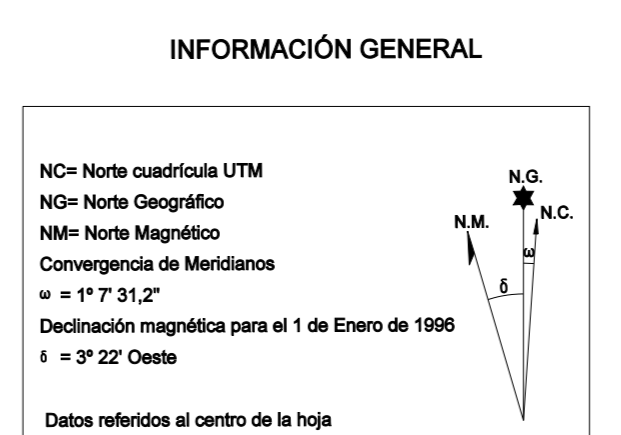 INFORMACIÓN GENERAL
NC= Norte cuadrícula UTM
NG= Norte Geográfico
NM= Norte Magnético
Convergencia de Meridianos
ω = 1º 7' 31,2"
Declinación magnética para el 1 de Enero de 1996
δ = 3º 22' Oeste
Datos referidos al centro de la hoja
N.G.
N.C.
N.M.
ω
δ